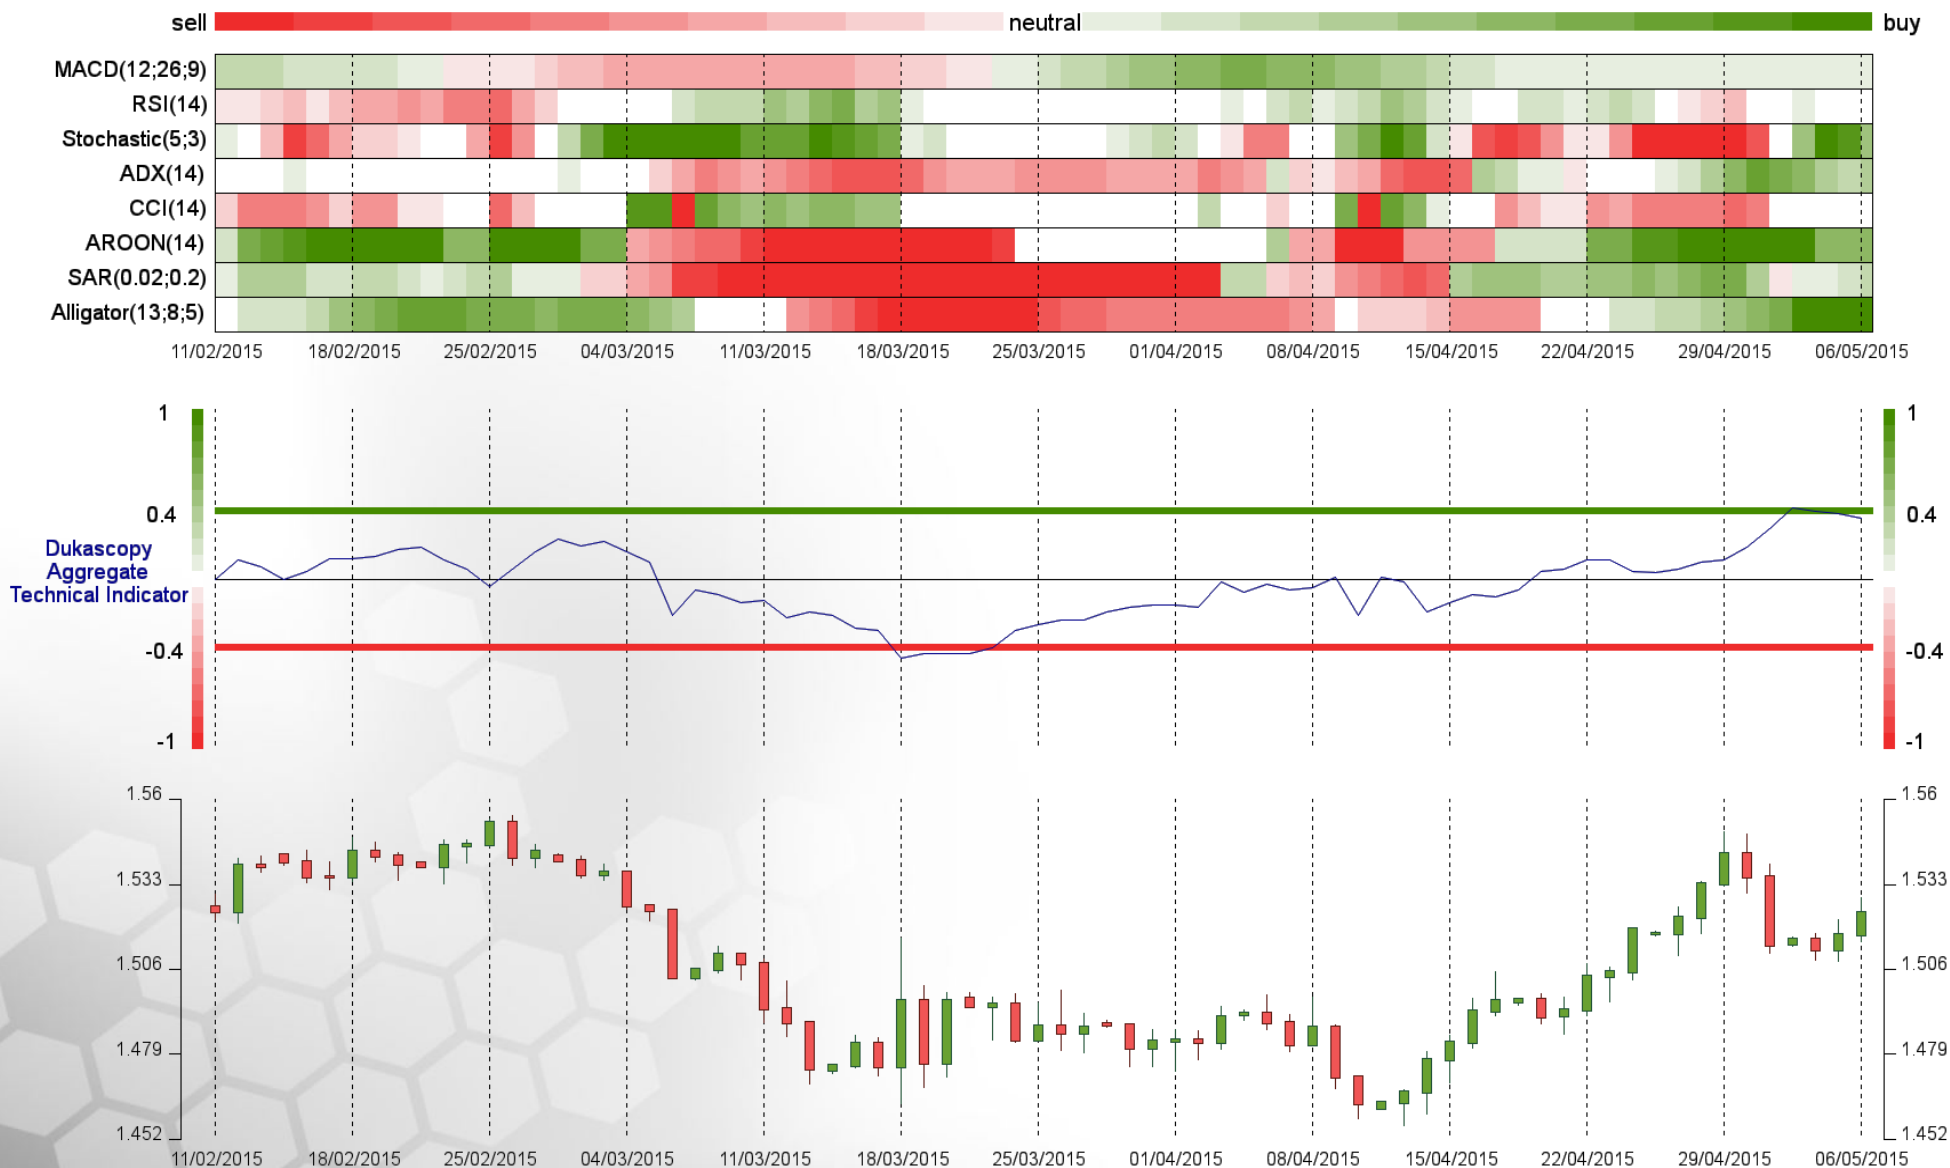 sell neutral buy
MACD(12;26;9)
RSI(14)
Stochastic(5;3)
ADX(14)
CCI(14)
AROON(14)
SAR(0.02;0.2)
Alligator(13;8;5)
11/02/2015 18/02/2015 25/02/2015 04/03/2015 11/03/2015 18/03/2015 25/03/2015 01/04/2015 08/04/2015 15/04/2015 22/04/2015 29/04/2015 06/05/2015
1 1
0.4 0.4
Dukascopy
Aggregate
Technical Indicator
-0.4 -0.4
-1 -1
1.56 1.56
1.533 1.533
1.506 1.506
1.479 1.479
1.452 1.452
11/02/2015 18/02/2015 25/02/2015 04/03/2015 11/03/2015 18/03/2015 25/03/2015 01/04/2015 08/04/2015 15/04/2015 22/04/2015 29/04/2015 06/05/2015